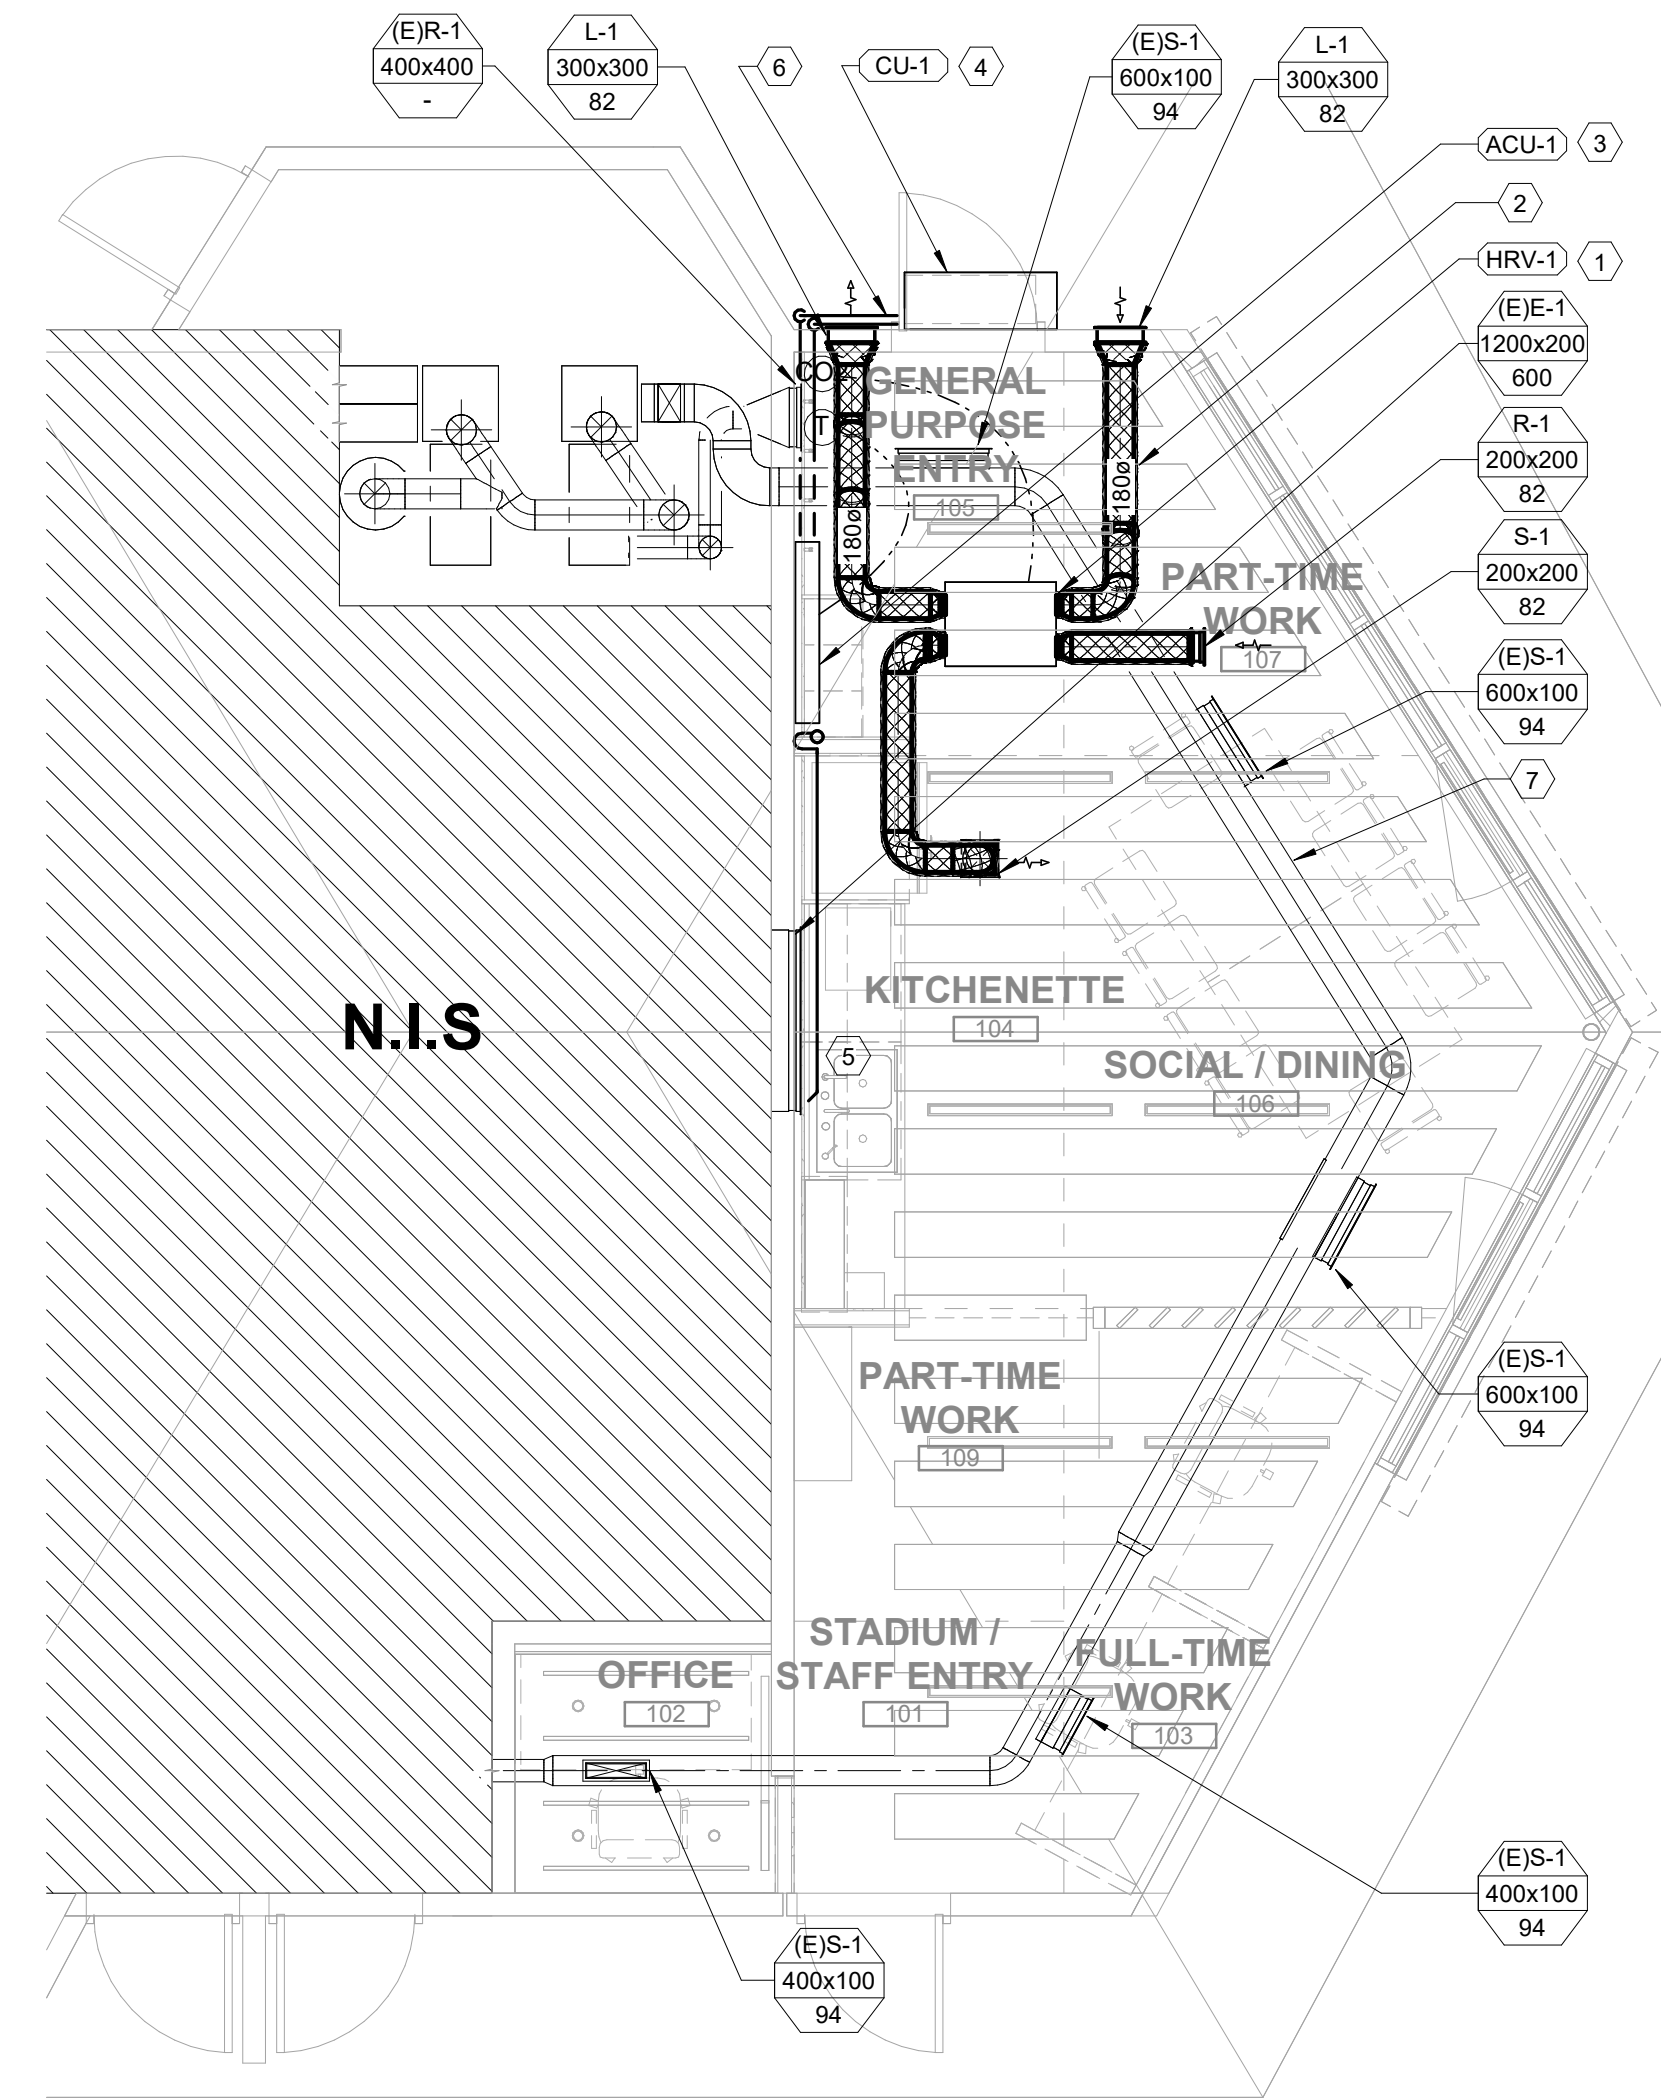 (E)R-1
400x400
-
L-1
300x300
82
6
CU-1
4
(E)S-1
600x100
94
L-1
300x300
82
ACU-1
3
2
HRV-1
1
(E)E-1
1200x200
600
R-1
200x200
82
S-1
200x200
82
(E)S-1
600x100
94
7
CO2
T
GENERAL
PURPOSE
ENTRY
105
180ø
180ø
PART-TIME
WORK
107
N.I.S
KITCHENETTE
104
5
SOCIAL / DINING
106
(E)S-1
600x100
94
PART-TIME
WORK
109
STADIUM /
STAFF ENTRY
101
OFFICE
102
FULL-TIME
WORK
103
(E)S-1
400x100
94
(E)S-1
400x100
94